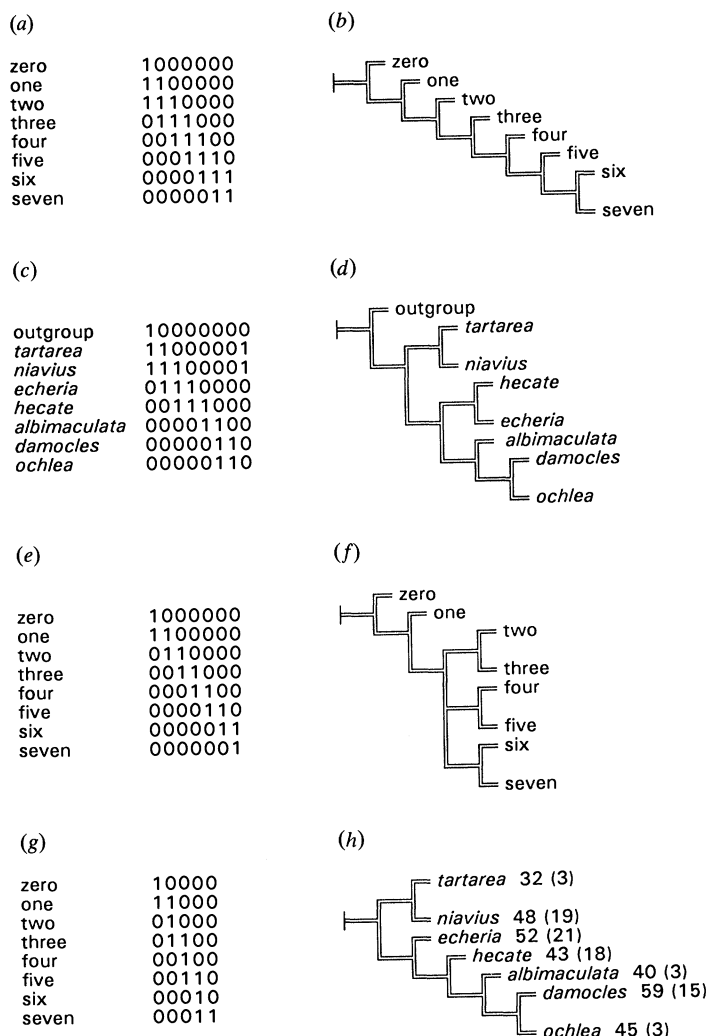 (a)
zero 1000000
one 1100000
two 1110000
three 0111000
four 0011100
five 0001110
six 0000111
seven 0000011
(b)
zero
one
two
three
four
five
six
seven
(c)
outgroup 10000000
tartarea 11000001
niavius 11100001
echeria 01110000
hecate 00111000
albimaculata 00001100
damocles 00000110
ochlea 00000110
(d)
outgroup
tartarea
niavius
hecate
echeria
albimaculata
damocles
ochlea
(e)
zero 1000000
one 1100000
two 0110000
three 0011000
four 0001100
five 0000110
six 0000011
seven 0000001
(f)
zero
one
two
three
four
five
six
seven
(g)
zero 10000
one 11000
two 01000
three 01100
four 00100
five 00110
six 00010
seven 00011
(h)
tartarea 32 (3)
niavius 48 (19)
echeria 52 (21)
hecate 43 (18)
albimaculata 40 (3)
damocles 59 (15)
ochlea 45 (3)